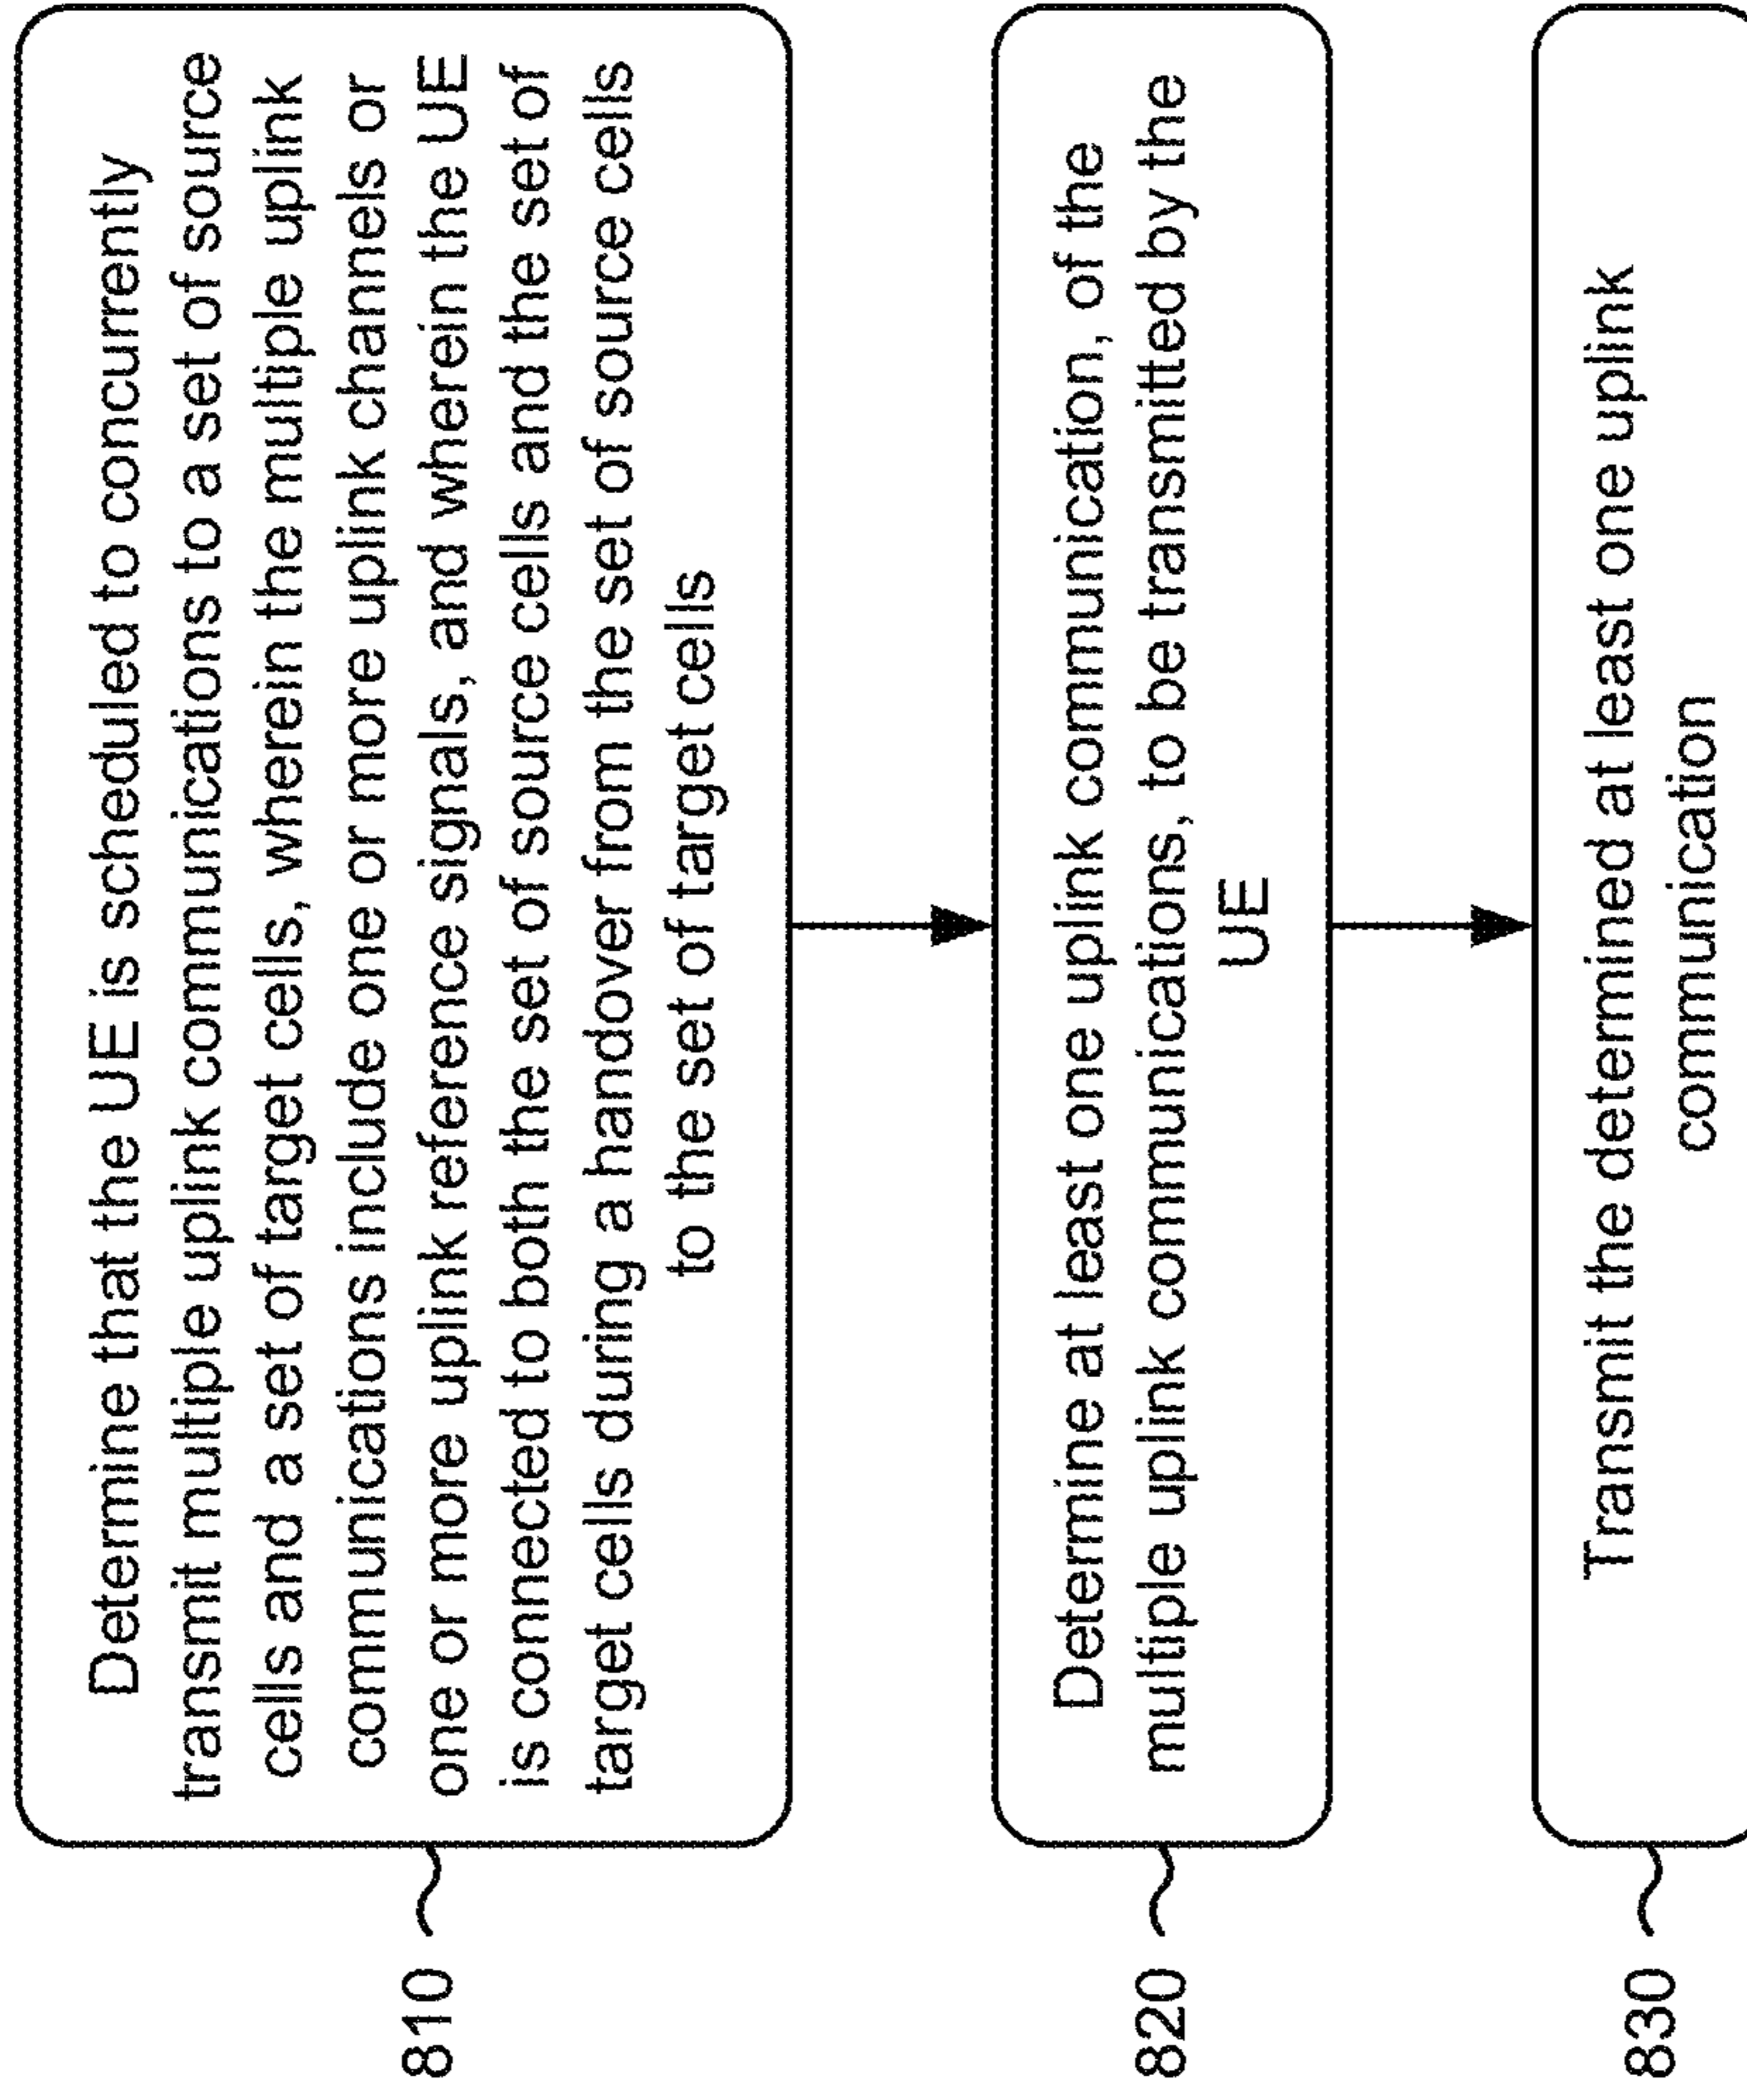 810
Determine that the UE is scheduled to concurrently
transmit multiple uplink communications to a set of source
cells and a set of target cells, wherein the multiple uplink
communications include one or more uplink channels or
one or more uplink reference signals, and wherein the UE
is connected to both the set of source cells and the set of
target cells during a handover from the set of source cells
to the set of target cells
820
Determine at least one uplink communication, of the
multiple uplink communications, to be transmitted by the
UE
830
Transmit the determined at least one uplink
communication